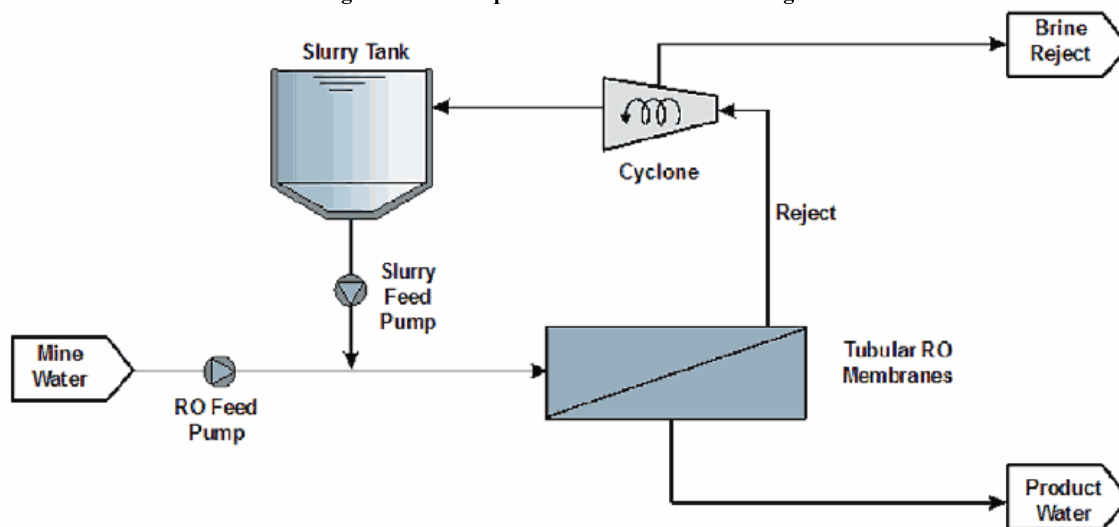 Brine
Reject
Slurry Tank
Cyclone
Reject
Slurry
Feed
Pump
Mine
Water
RO Feed
Pump
Tubular RO
Membranes
Product
Water